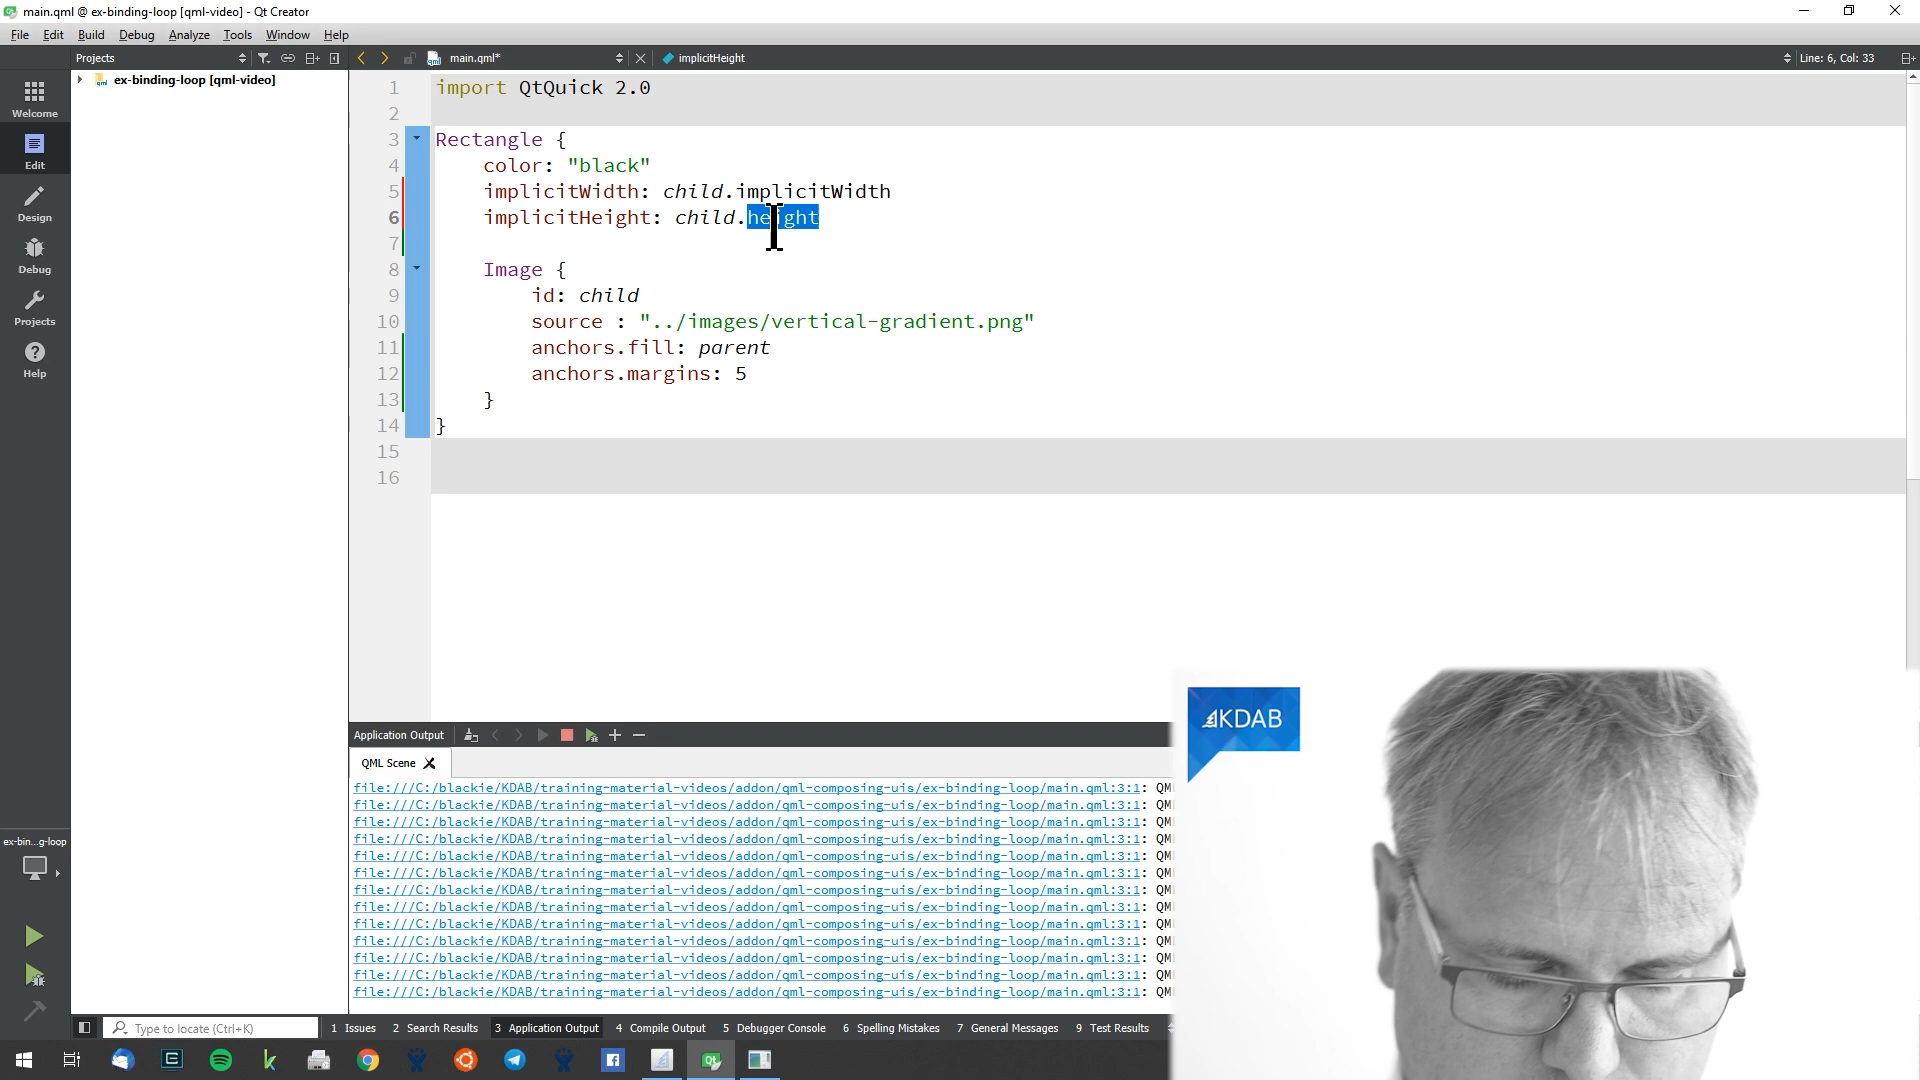 main.qml @ ex-binding-loop [qml-video] - Qt Creator
File Edit Build Debug Analyze Tools Window Help
Projects main.qml* implicitHeight Line: 6, Col: 33
ex-binding-loop [qml-video]
Welcome
Edit
Design
Debug
Projects
Help
1 import QtQuick 2.0
2
3 Rectangle {
4 color: "black"
5 implicitWidth: child.implicitWidth
6 implicitHeight: child.height
7
8 Image {
9 id: child
10 source : "../images/vertical-gradient.png"
11 anchors.fill: parent
12 anchors.margins: 5
13 }
14 }
15
16
KDAB
Application Output
QML Scene
file:///C:/blackie/KDAB/training-material-videos/addon/qml-composing-uis/ex-binding-loop/main.qml:3:1: QM
file:///C:/blackie/KDAB/training-material-videos/addon/qml-composing-uis/ex-binding-loop/main.qml:3:1: QM
file:///C:/blackie/KDAB/training-material-videos/addon/qml-composing-uis/ex-binding-loop/main.qml:3:1: QM
file:///C:/blackie/KDAB/training-material-videos/addon/qml-composing-uis/ex-binding-loop/main.qml:3:1: QM
file:///C:/blackie/KDAB/training-material-videos/addon/qml-composing-uis/ex-binding-loop/main.qml:3:1: QM
file:///C:/blackie/KDAB/training-material-videos/addon/qml-composing-uis/ex-binding-loop/main.qml:3:1: QM
file:///C:/blackie/KDAB/training-material-videos/addon/qml-composing-uis/ex-binding-loop/main.qml:3:1: QM
file:///C:/blackie/KDAB/training-material-videos/addon/qml-composing-uis/ex-binding-loop/main.qml:3:1: QM
file:///C:/blackie/KDAB/training-material-videos/addon/qml-composing-uis/ex-binding-loop/main.qml:3:1: QM
file:///C:/blackie/KDAB/training-material-videos/addon/qml-composing-uis/ex-binding-loop/main.qml:3:1: QM
file:///C:/blackie/KDAB/training-material-videos/addon/qml-composing-uis/ex-binding-loop/main.qml:3:1: QM
file:///C:/blackie/KDAB/training-material-videos/addon/qml-composing-uis/ex-binding-loop/main.qml:3:1: QM
file:///C:/blackie/KDAB/training-material-videos/addon/qml-composing-uis/ex-binding-loop/main.qml:3:1: QM
ex-bin...g-loop
Type to locate (Ctrl+K) 1 Issues 2 Search Results 3 Application Output 4 Compile Output 5 Debugger Console 6 Spelling Mistakes 7 General Messages 9 Test Results